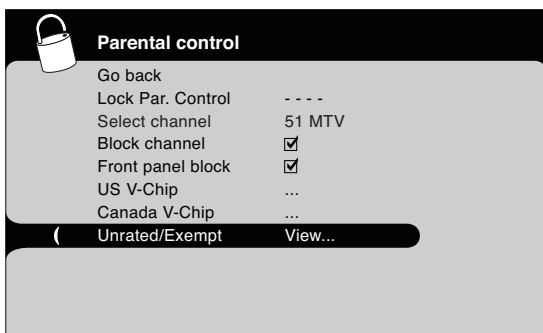 Parental control
Go back
Lock Par. Control - - - -
Select channel 51 MTV
Block channel
Front panel block
US V-Chip ...
Canada V-Chip ...
Unrated/Exempt View...